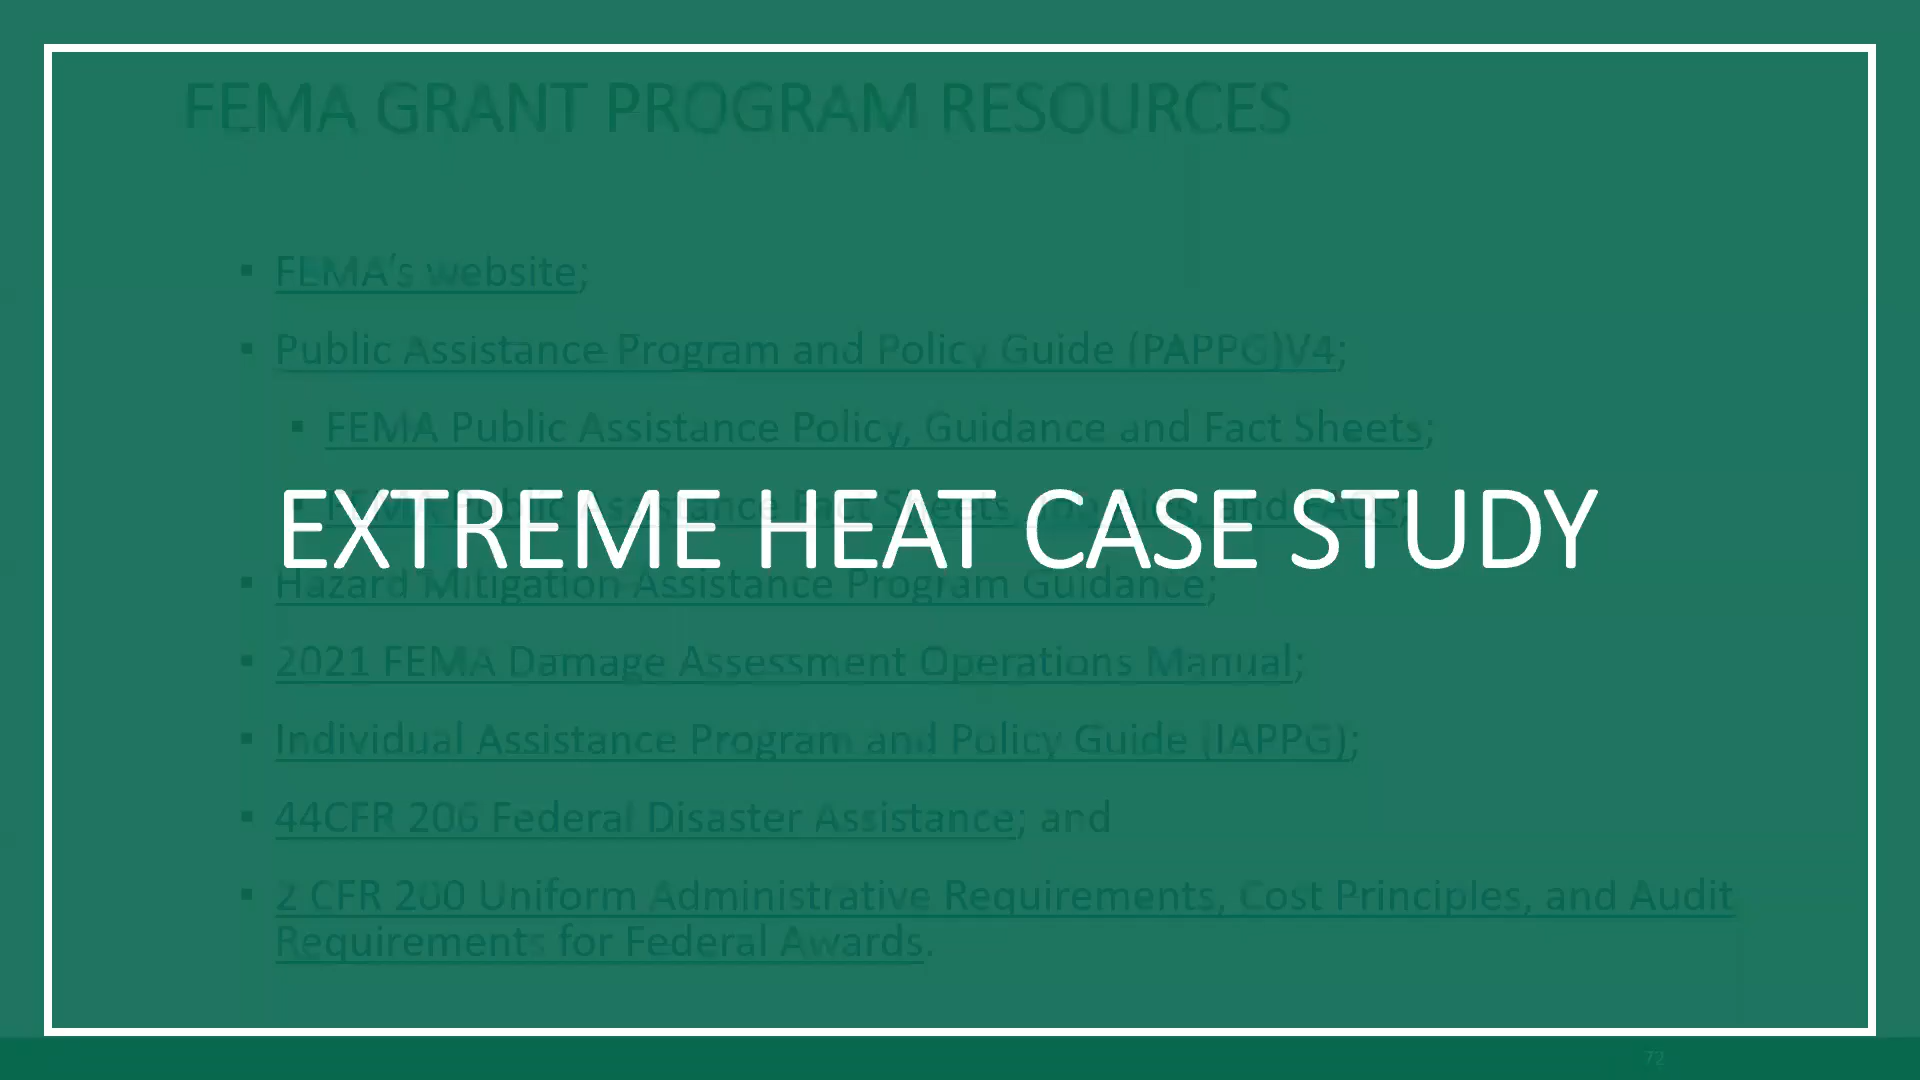 FEMA GRANT PROGRAM RESOURCES
▪ FEMA's website;
▪ Public Assistance Program and Policy Guide (PAPPG)V4;
▪ FEMA Public Assistance Policy, Guidance and Fact Sheets;
EXTREME HEAT CASE STUDY
▪ Hazard Mitigation Assistance Program Guidance;
▪ 2021 FEMA Damage Assessment Operations Manual;
▪ Individual Assistance Program and Policy Guide (IAPPG);
▪ 44CFR 206 Federal Disaster Assistance; and
▪ 2 CFR 200 Uniform Administrative Requirements, Cost Principles, and Audit
Requirements for Federal Awards.
72